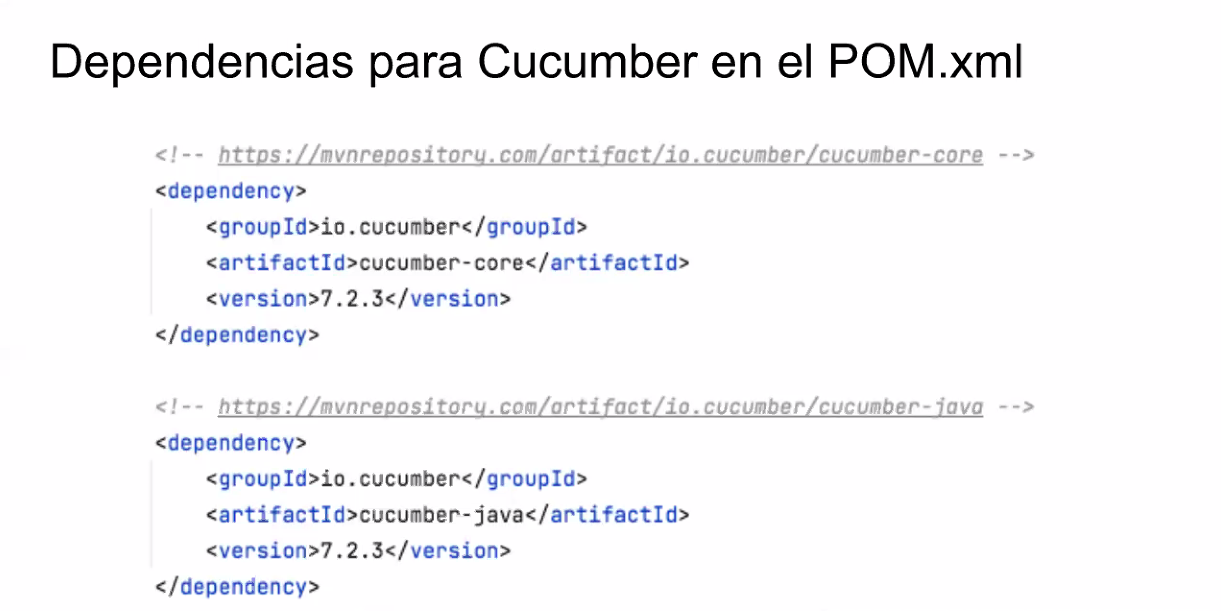 Dependencias para Cucumber en el POM.xml
<!-- https://mvnrepository.com/artifact/io.cucumber/cucumber-core -->
<dependency>
<groupId>io.cucumber</groupId>
<artifactId>cucumber-core</artifactId>
<version>7.2.3</version>
</dependency>
<!-- https://mvnrepository.com/artifact/io.cucumber/cucumber-java -->
<dependency>
<groupId>io.cucumber</groupId>
<artifactId>cucumber-java</artifactId>
<version>7.2.3</version>
</dependency>